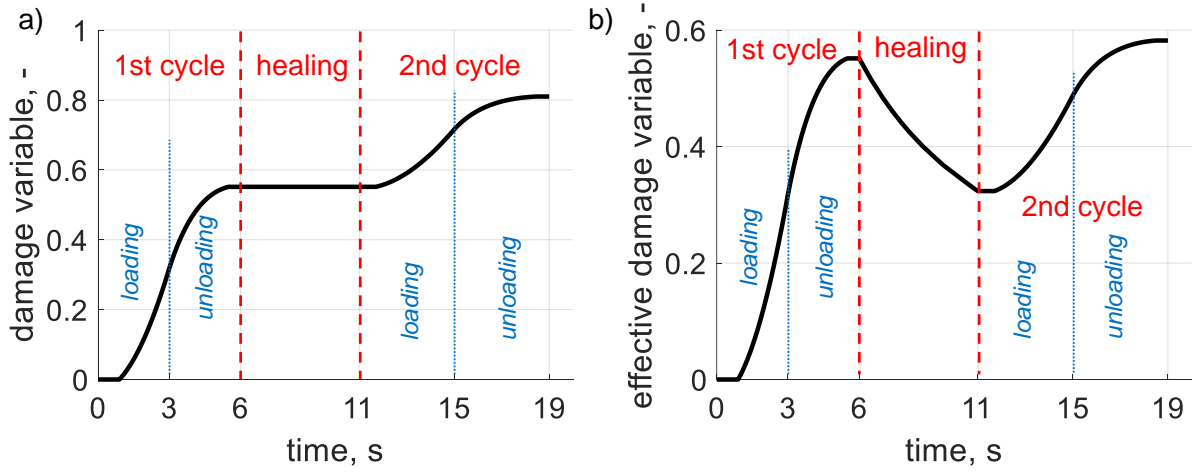 a)
damage variable, -
1
0.8
0.6
0.4
0.2
0
1st cycle
healing
2nd cycle
loading
unloading
loading
unloading
0 3 6 11 15 19
time, s
b)
effective damage variable, -
0.6
0.4
0.2
0
1st cycle
healing
2nd cycle
loading
unloading
loading
unloading
0 3 6 11 15 19
time, s